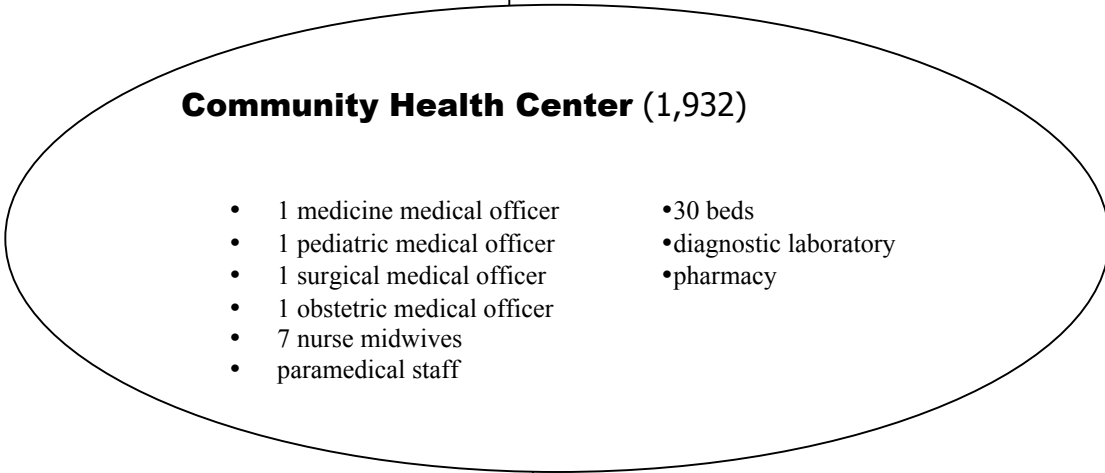 Community Health Center (1,932)
• 1 medicine medical officer
• 1 pediatric medical officer
• 1 surgical medical officer
• 1 obstetric medical officer
• 7 nurse midwives
• paramedical staff
•30 beds
•diagnostic laboratory
•pharmacy